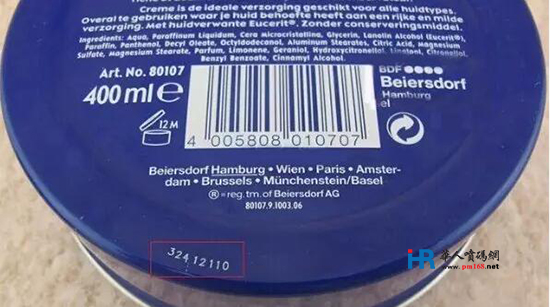 Creme is de ideale verzorging geschikt voor alle huidtypes.
Overal te gebruiken waar je huid behoefte heeft aan een rijke en milde
verzorging. Met huidverwante Eucerit®. Zonder conserveringsmiddel.
Ingredients: Aqua, Paraffinum Liquidum, Cera Microcristallina, Glycerin, Lanolin Alcohol (Eucerit®),
Paraffin, Panthenol, Decyl Oleate, Octyldodecanol, Aluminum Stearates, Citric Acid, Magnesium
Sulfate, Magnesium Stearate, Parfum, Limonene, Geraniol, Hydroxycitronellal, Linalool, Citronellol,
Benzyl Benzoate, Cinnamyl Alcohol.
Art. No. 80107
400 ml e
12 M
4 005808 010707
BDF
Beiersdorf
Hamburg
el
Beiersdorf Hamburg • Wien • Paris • Amster-
dam • Brussels • Münchenstein/Basel
® = reg. tm. of Beiersdorf AG
80107.9.1003.06
32412110
HR 华人喷码网
www.pm168.net